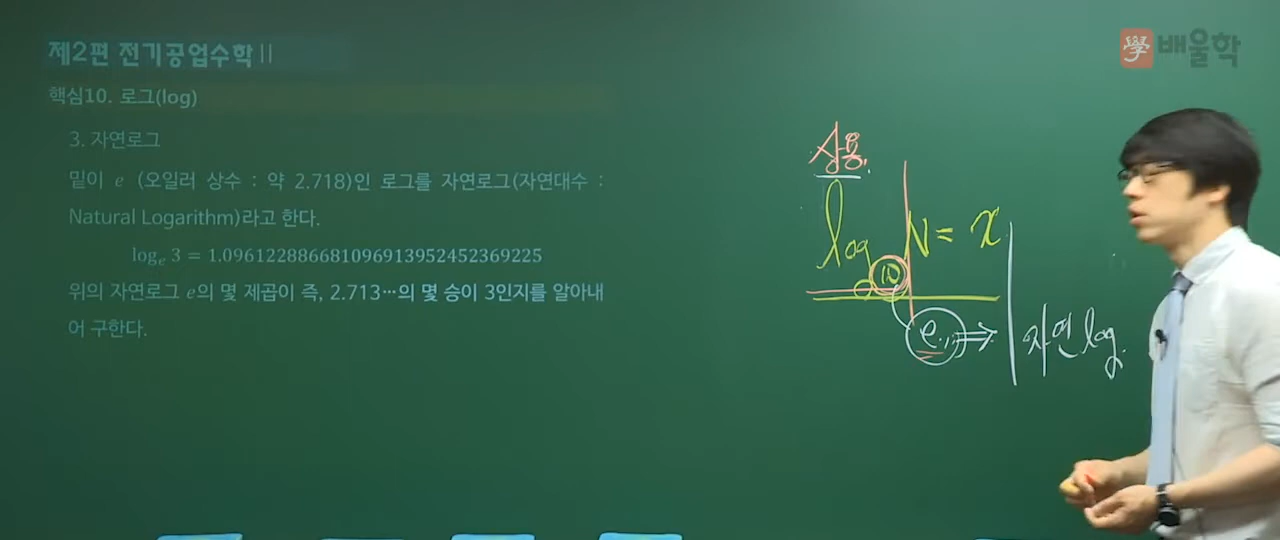 제2편 전기공업수학 II
핵심10. 로그(log)
3. 자연로그
밑이 e (오일러 상수 : 약 2.718)인 로그를 자연로그(자연대수 :
Natural Logarithm)라고 한다.
logₑ 3 = 1.0961228866810969139524523692​25
위의 자연로그 e의 몇 제곱이 즉, 2.713⋯의 몇 승이 3인지를 알아내
어 구한다.
學 배울학
상용.
log₁₀ N = x
e... ⇒ 자연 log.